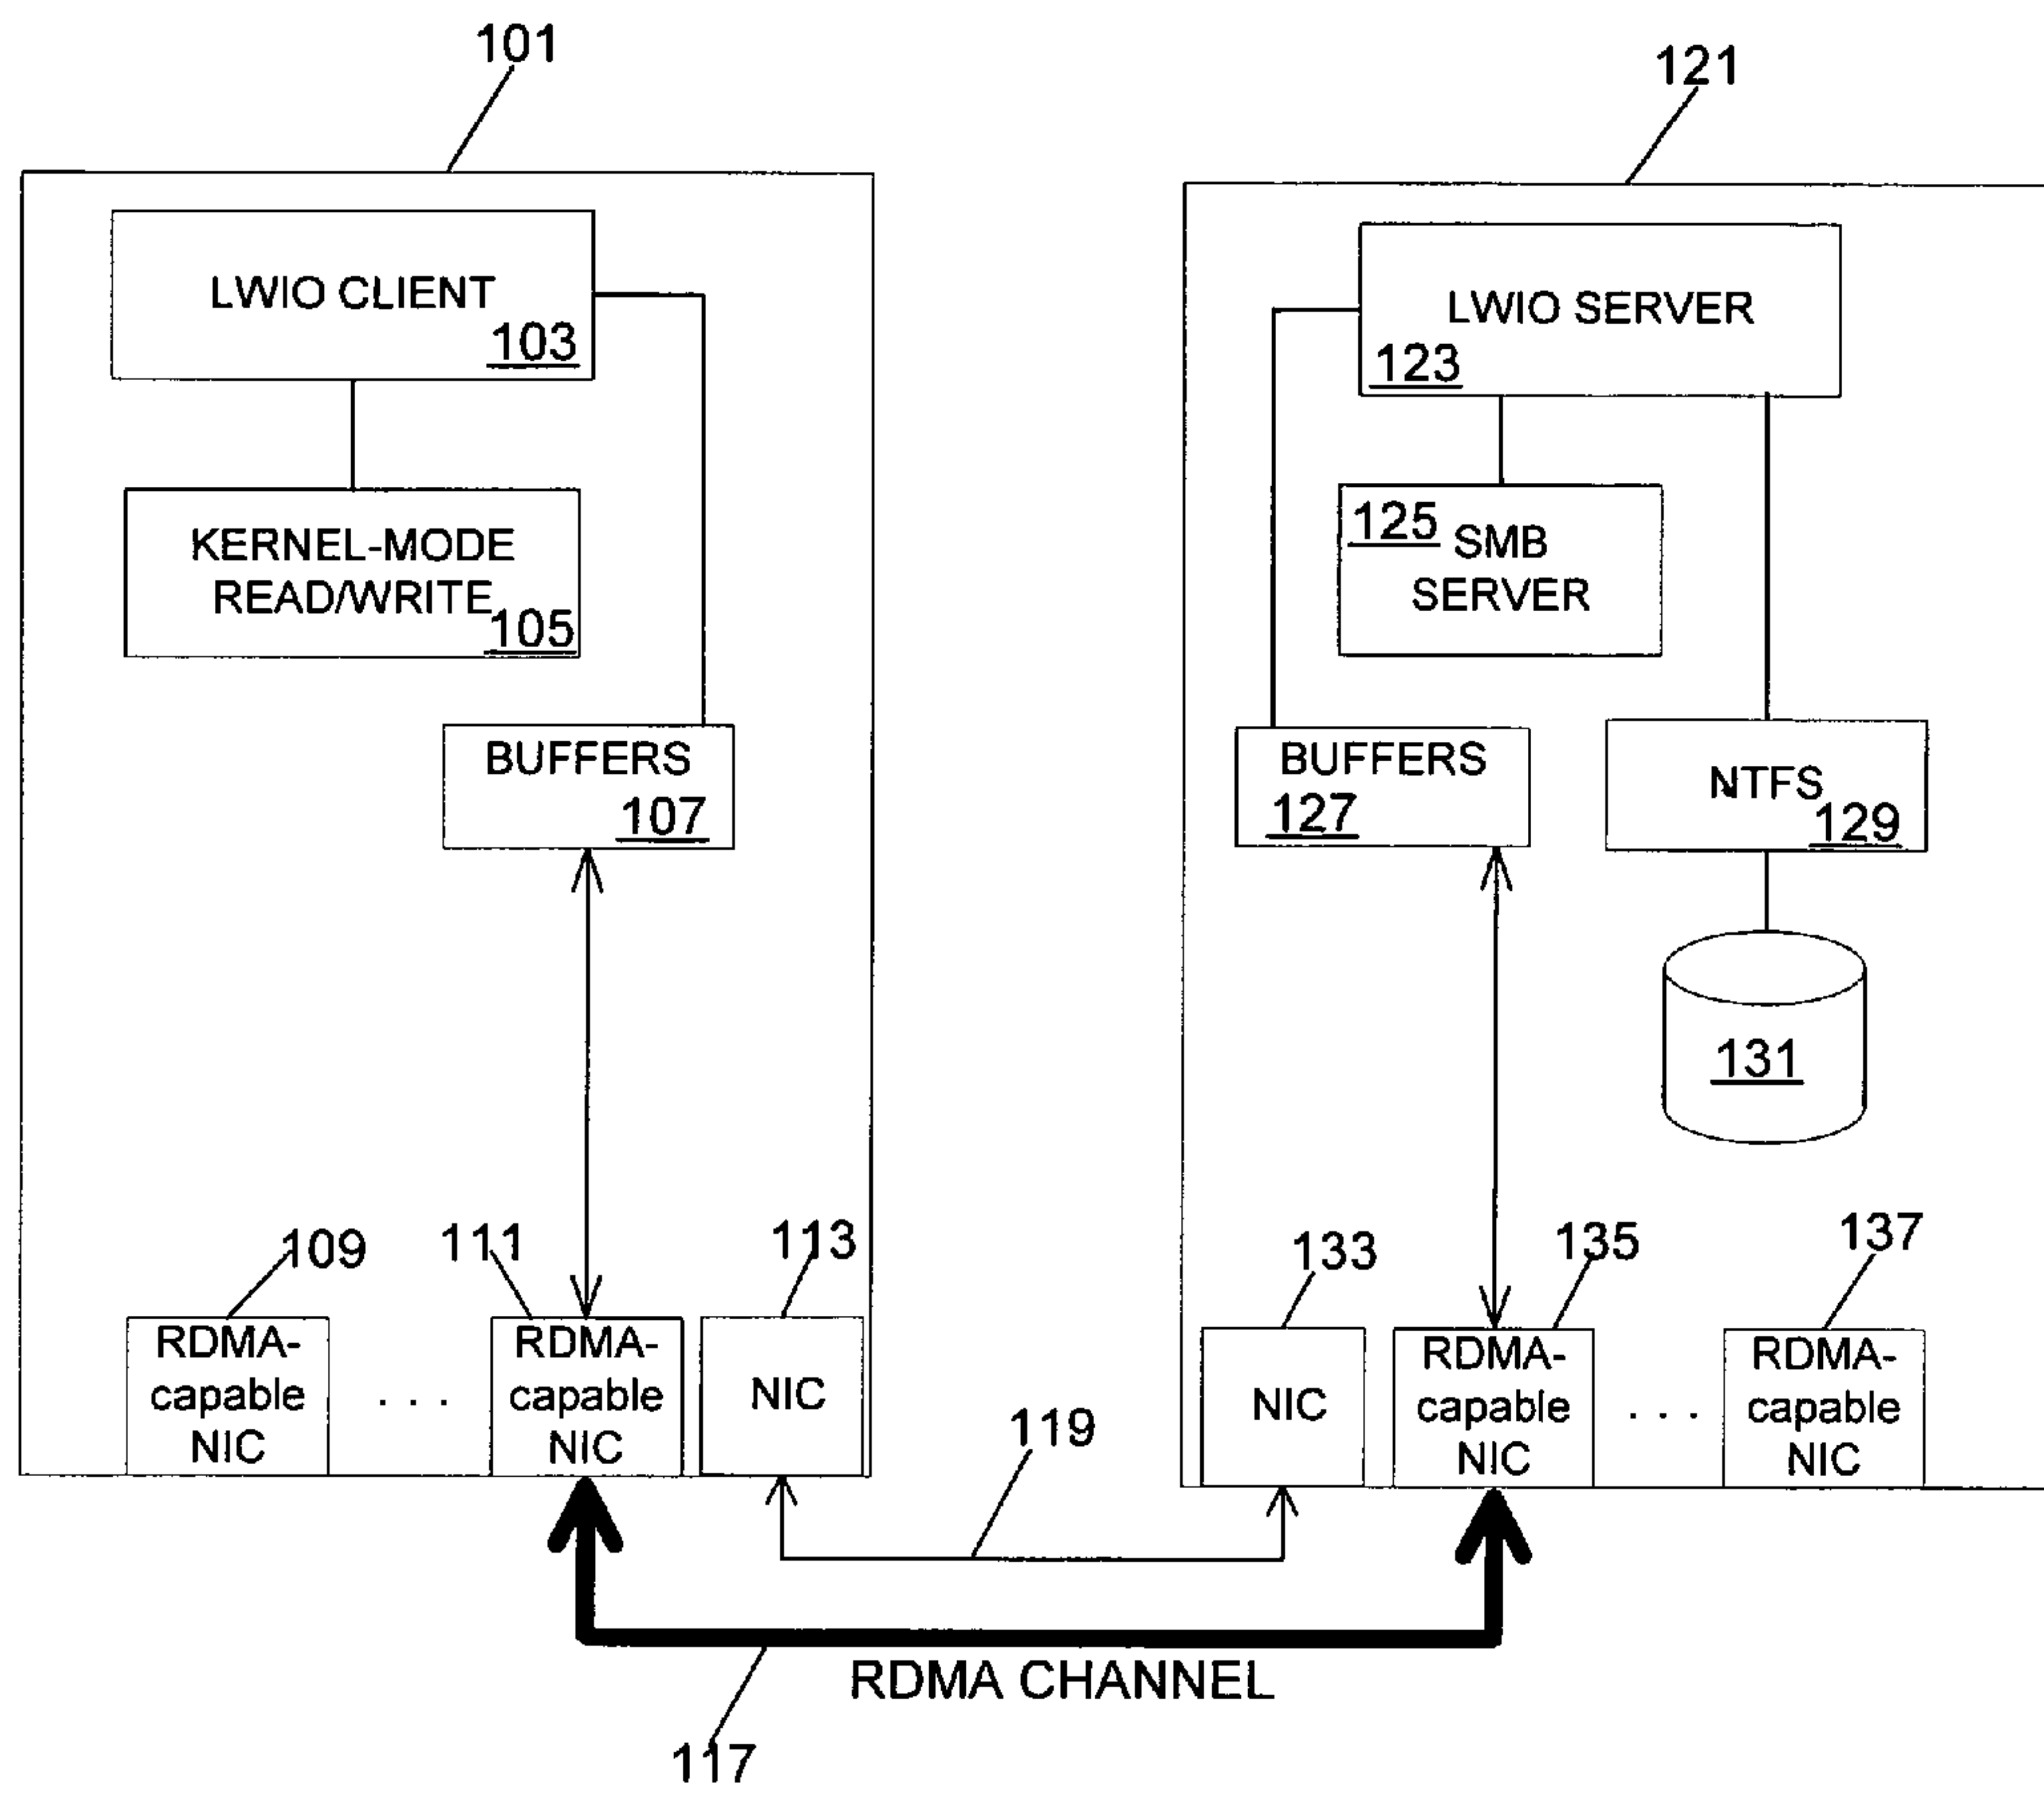 101
121
LWIO CLIENT
103
LWIO SERVER
123
KERNEL-MODE
READ/WRITE
105
125
SMB
SERVER
BUFFERS
107
BUFFERS
127
NTFS
129
131
109
111
113
133
135
137
RDMA-
capable
NIC
. . .
RDMA-
capable
NIC
NIC
NIC
RDMA-
capable
NIC
. . .
RDMA-
capable
NIC
119
RDMA CHANNEL
117